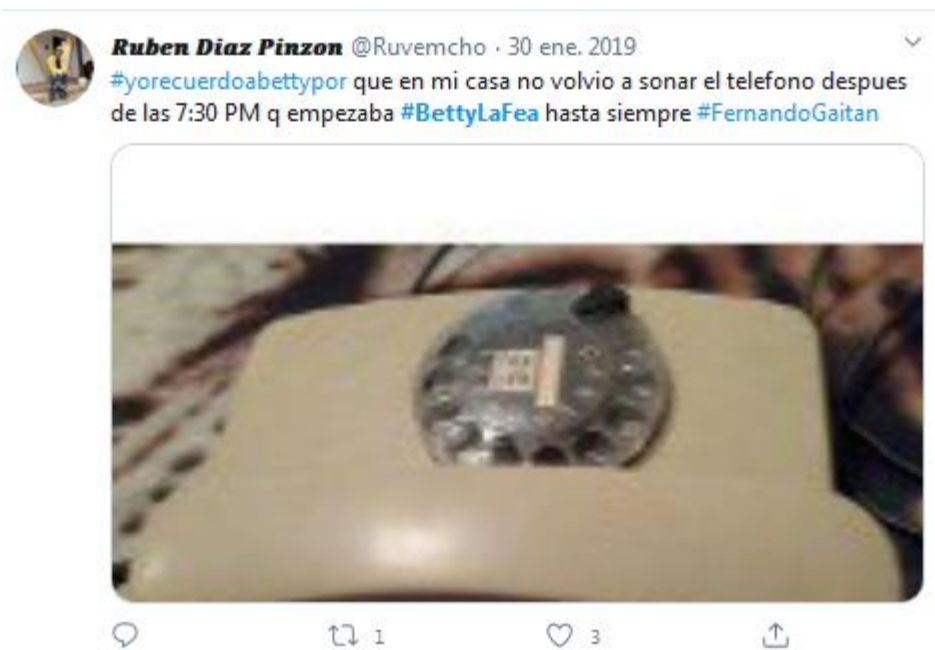 Ruben Diaz Pinzon @Ruvemcho · 30 ene. 2019
#yorecuerdoabettypor que en mi casa no volvio a sonar el telefono despues
de las 7:30 PM q empezaba #BettyLaFea hasta siempre #FernandoGaitan
1 3